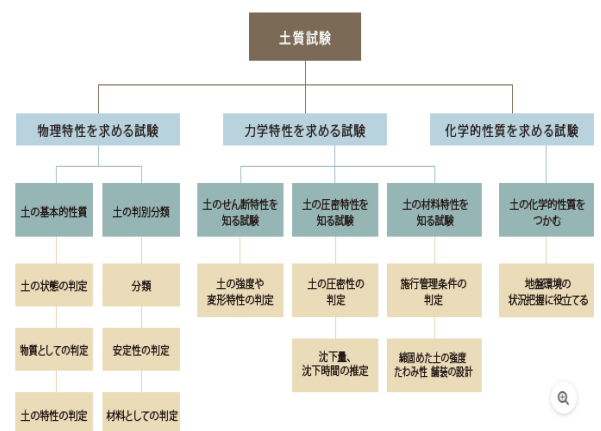 土質試験
物理特性を求める試験
力学特性を求める試験
化学的性質を求める試験
土の基本的性質
土の判別分類
土のせん断特性を
知る試験
土の圧密特性を
知る試験
土の材料特性を
知る試験
土の化学的性質を
つかむ
土の状態の判定
分類
土の強度や
変形特性の判定
土の圧密性の
判定
施行管理条件の
判定
地盤環境の
状況把握に役立てる
物質としての判定
安定性の判定
沈下量、
沈下時間の推定
締固めた土の強度
たわみ性 舗装の設計
土の特性の判定
材料としての判定